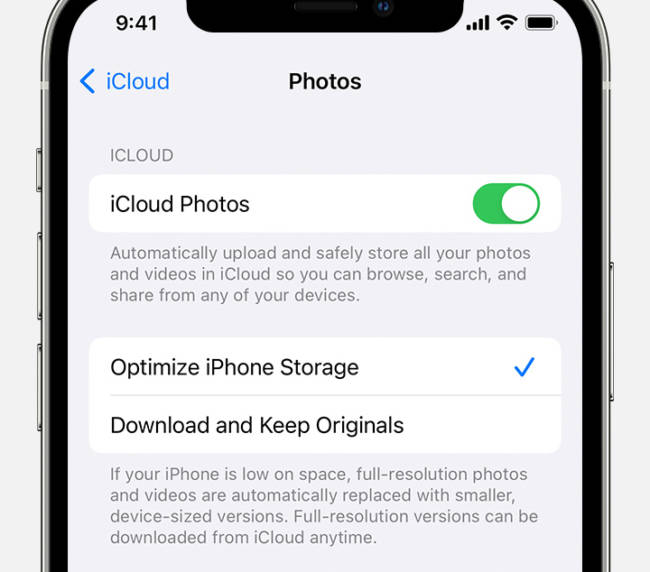 9:41
iCloud
Photos
ICLOUD
iCloud Photos
Automatically upload and safely store all your photos
and videos in iCloud so you can browse, search, and
share from any of your devices.
Optimize iPhone Storage
Download and Keep Originals
If your iPhone is low on space, full-resolution photos
and videos are automatically replaced with smaller,
device-sized versions. Full-resolution versions can be
downloaded from iCloud anytime.